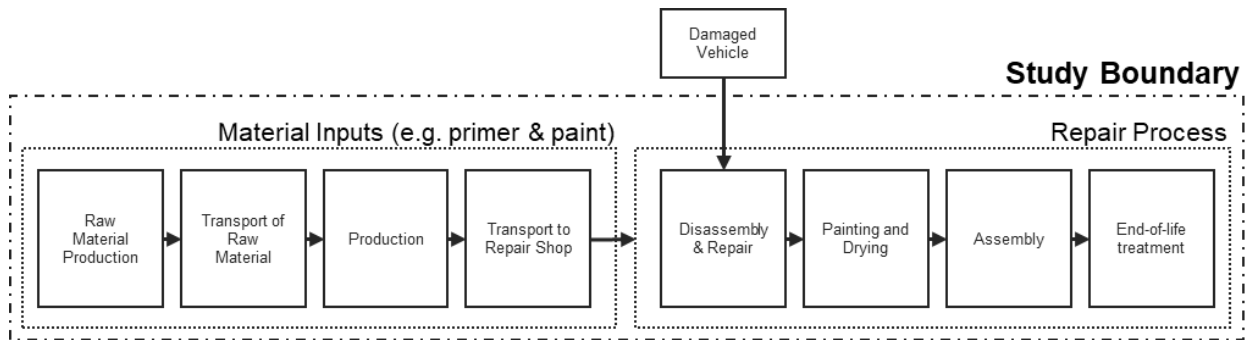 Damaged
Vehicle
Study Boundary
Material Inputs (e.g. primer & paint)
Repair Process
Raw
Material
Production
Transport of
Raw
Material
Production
Transport to
Repair Shop
Disassembly
& Repair
Painting and
Drying
Assembly
End-of-life
treatment